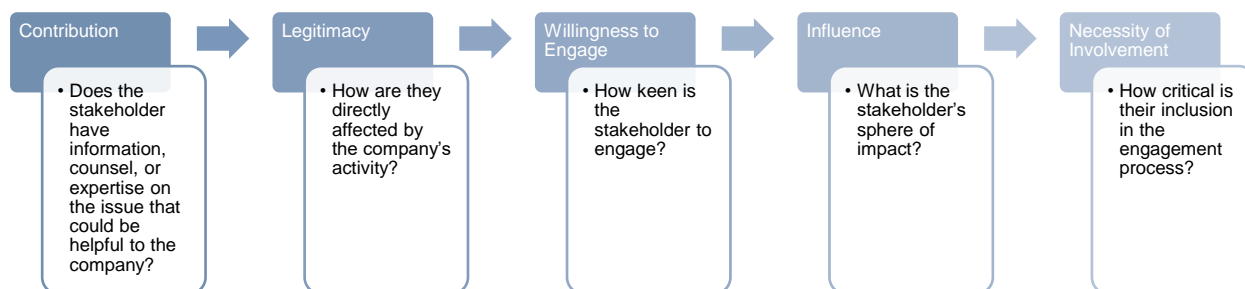 Contribution
• Does the
stakeholder
have
information,
counsel, or
expertise on
the issue that
could be
helpful to the
company?
Legitimacy
• How are they
directly
affected by
the company's
activity?
Willingness to
Engage
• How keen is
the
stakeholder to
engage?
Influence
• What is the
stakeholder's
sphere of
impact?
Necessity of
Involvement
• How critical is
their inclusion
in the
engagement
process?